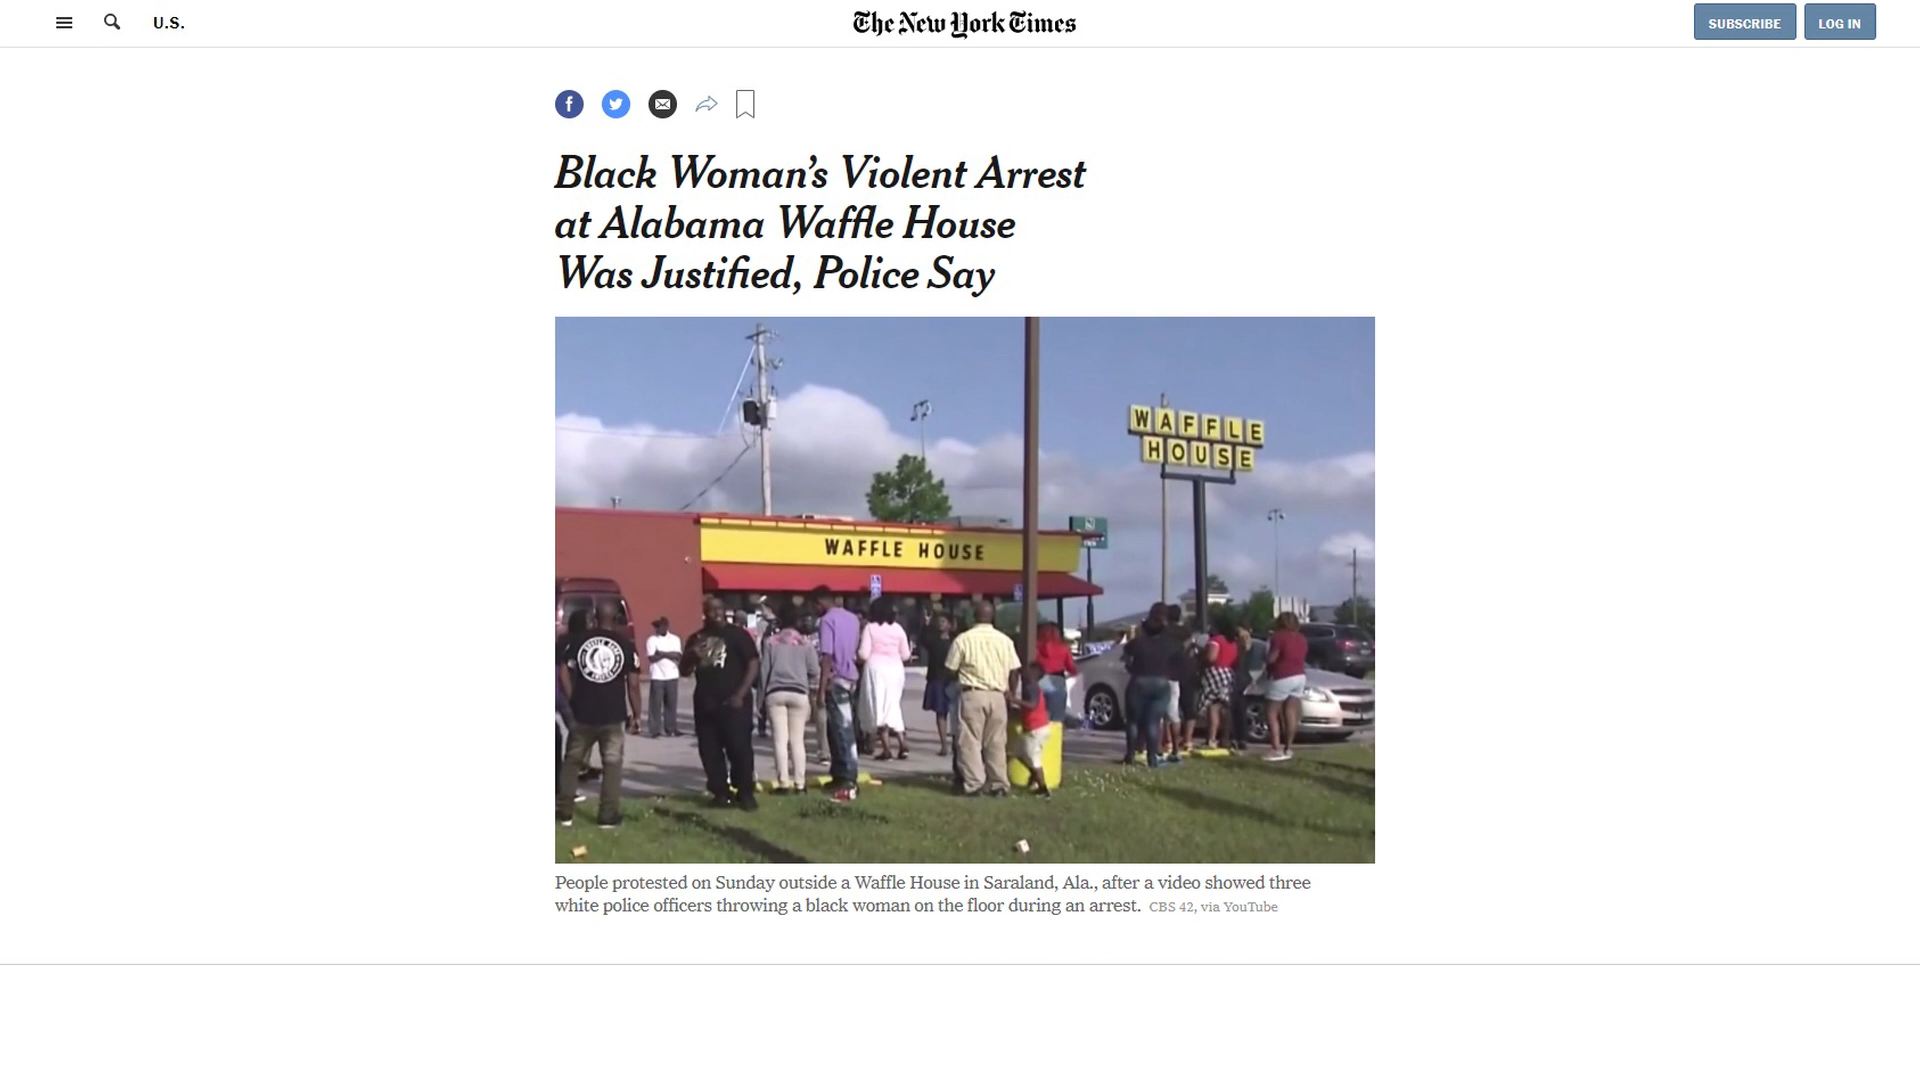 U.S.
The New York Times
SUBSCRIBE
LOG IN
Black Woman’s Violent Arrest
at Alabama Waffle House
Was Justified, Police Say
WAFFLE
HOUSE
WAFFLE HOUSE
People protested on Sunday outside a Waffle House in Saraland, Ala., after a video showed three
white police officers throwing a black woman on the floor during an arrest. CBS 42, via YouTube